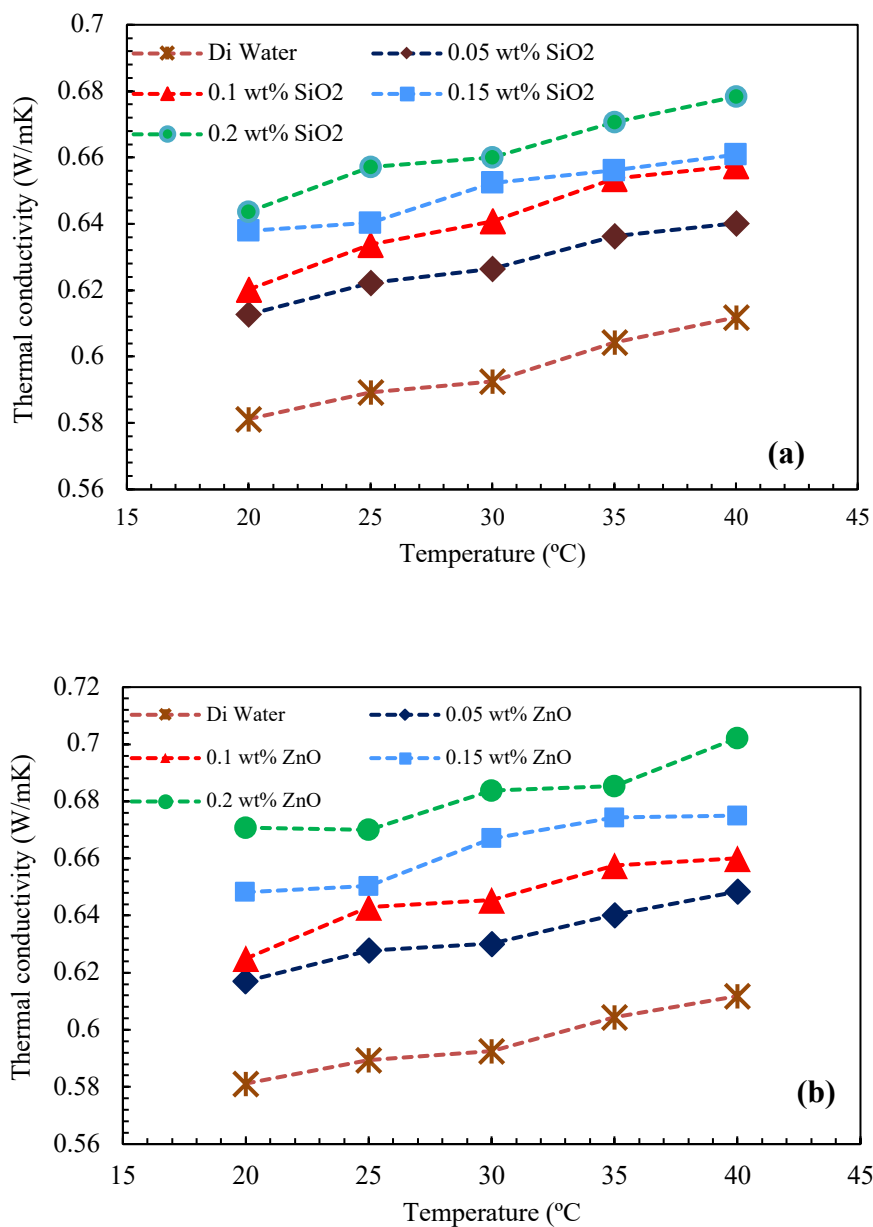 0.7
Di Water
0.05 wt% SiO2
0.68
0.1 wt% SiO2
0.15 wt% SiO2
0.2 wt% SiO2
0.66
0.64
0.62
0.6
0.58
0.56
Thermal conductivity (W/mK)
(a)
15 20 25 30 35 40 45
Temperature (ºC)
0.72
Di Water
0.05 wt% ZnO
0.7
0.1 wt% ZnO
0.15 wt% ZnO
0.2 wt% ZnO
0.68
0.66
0.64
0.62
0.6
0.58
0.56
Thermal conductivity (W/mK)
(b)
15 20 25 30 35 40 45
Temperature (ºC